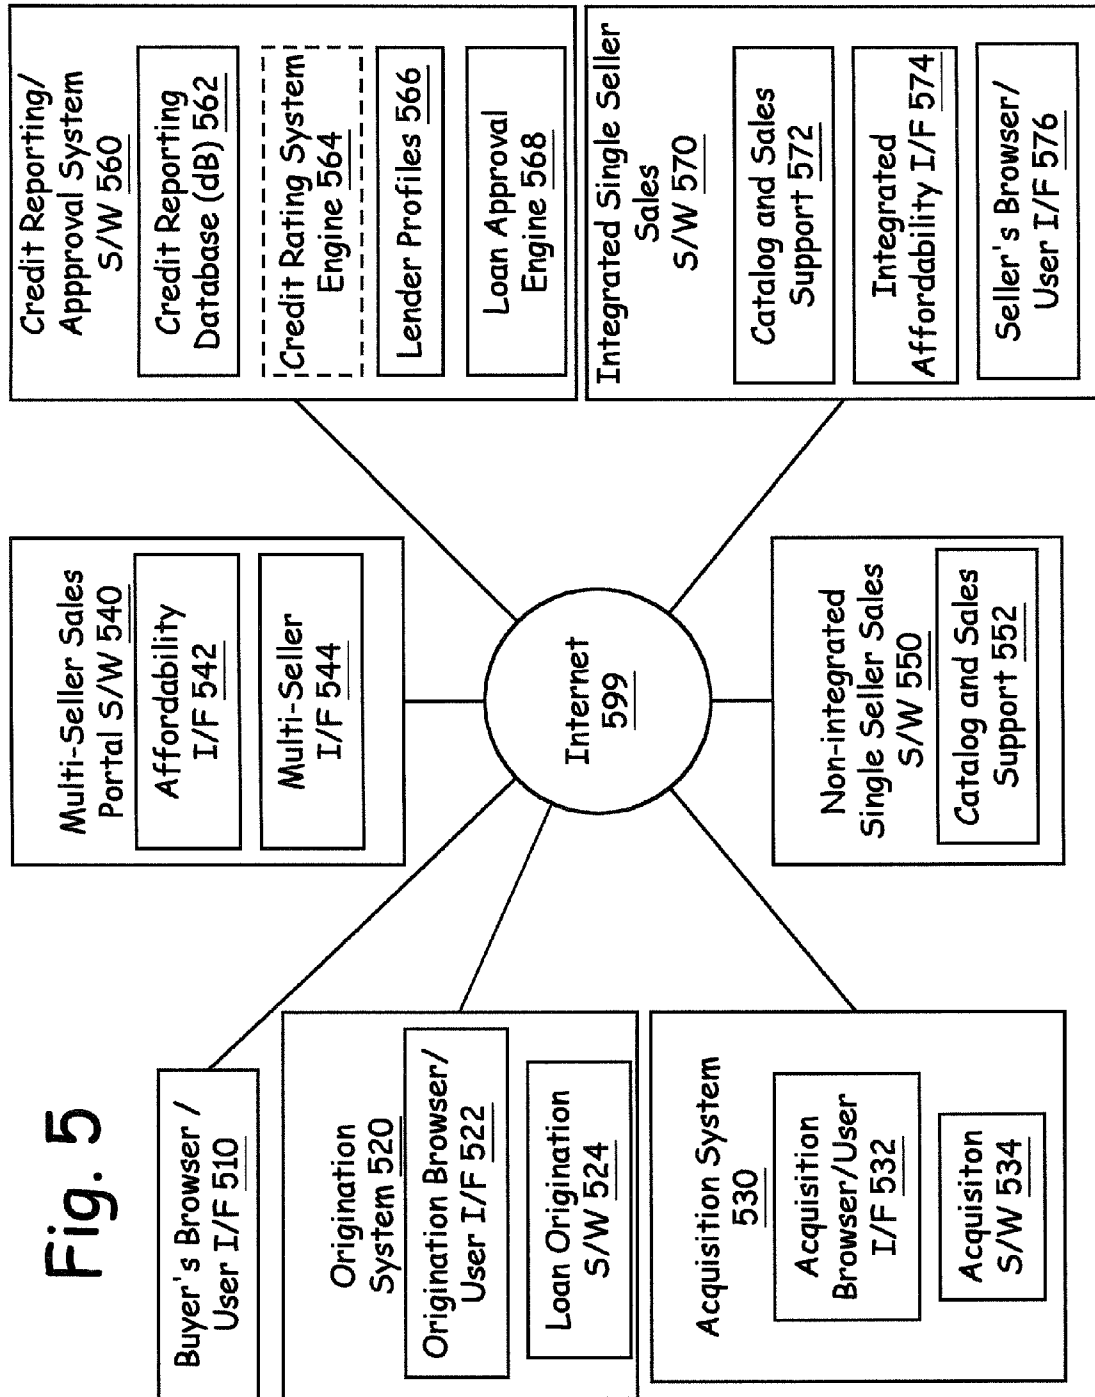 Fig. 5
Buyer's Browser /
User I/F 510
Origination
System 520
Origination Browser/
User I/F 522
Loan Origination
S/W 524
Acquisition System
530
Acquisition
Browser/User
I/F 532
Acquisiton
S/W 534
Multi-Seller Sales
Portal S/W 540
Affordability
I/F 542
Multi-Seller
I/F 544
Internet
599
Non-integrated
Single Seller Sales
S/W 550
Catalog and Sales
Support 552
Credit Reporting/
Approval System
S/W 560
Credit Reporting
Database (dB) 562
Credit Rating System
Engine 564
Lender Profiles 566
Loan Approval
Engine 568
Integrated Single Seller
Sales
S/W 570
Catalog and Sales
Support 572
Integrated
Affordability I/F 574
Seller's Browser/
User I/F 576